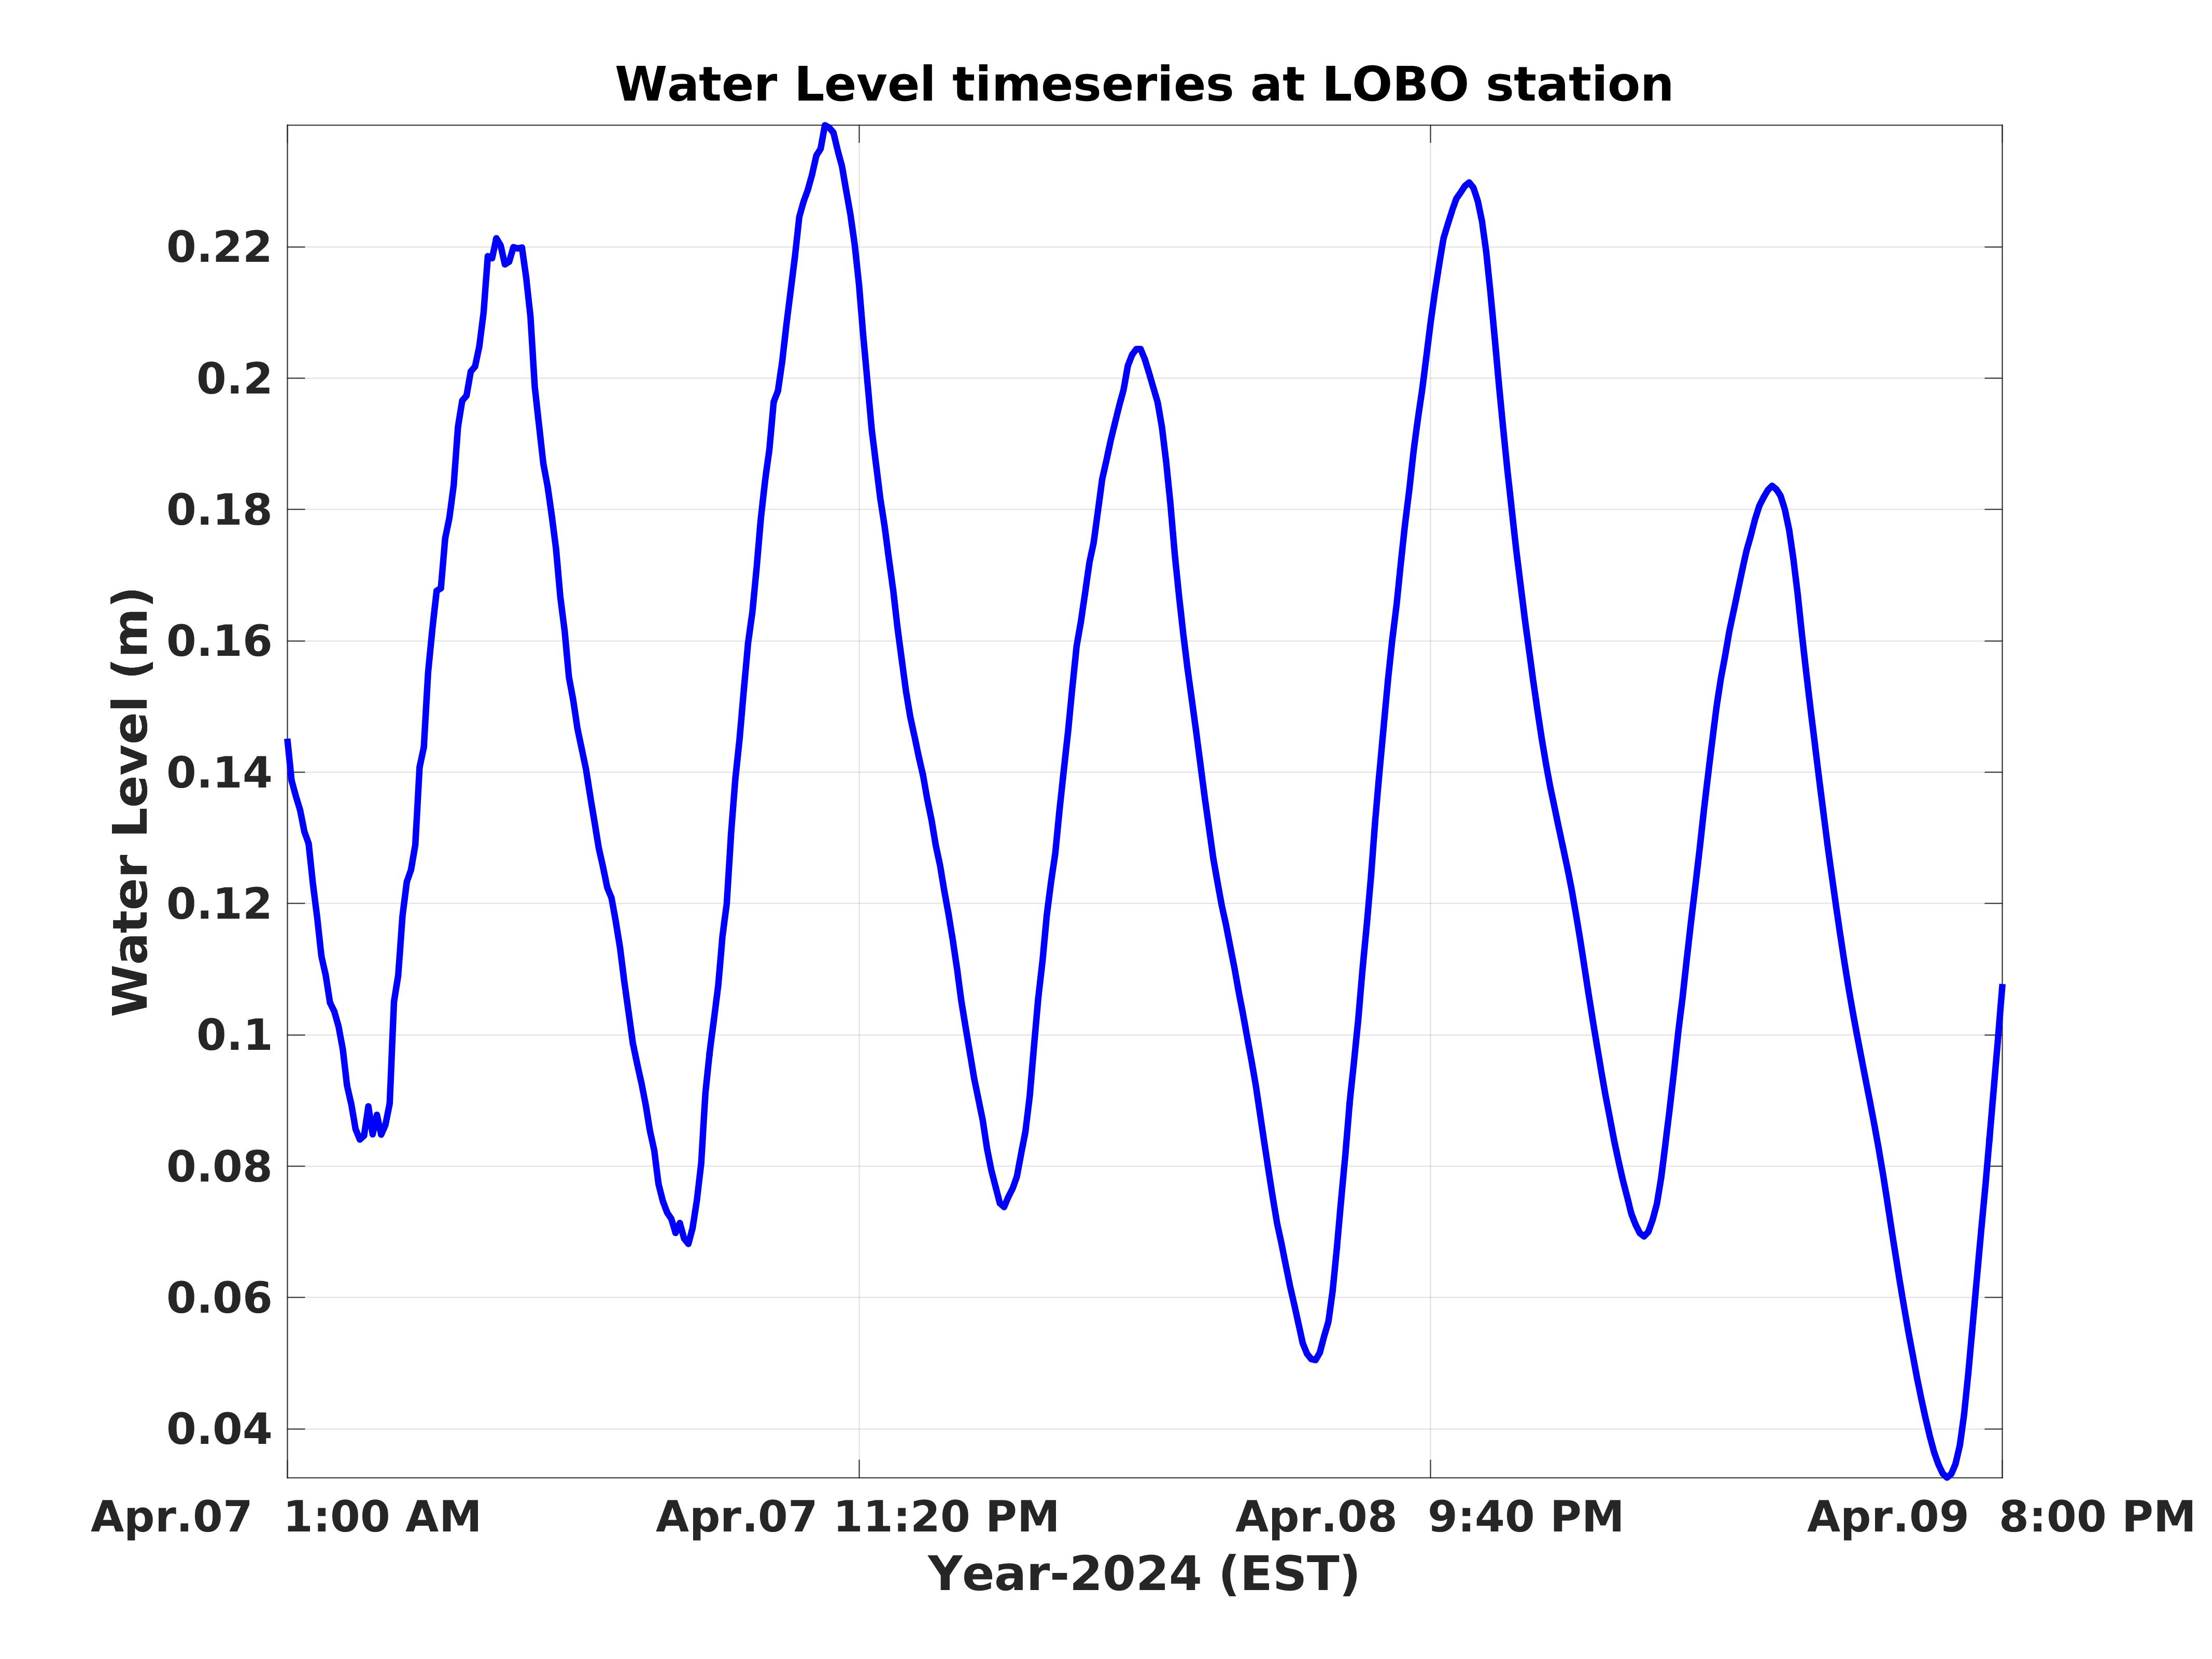 Water Level timeseries at LOBO station
Water Level (m)
0.22
0.2
0.18
0.16
0.14
0.12
0.1
0.08
0.06
0.04
Apr.07  1:00 AM
Apr.07 11:20 PM
Apr.08  9:40 PM
Apr.09  8:00 PM
Year-2024 (EST)